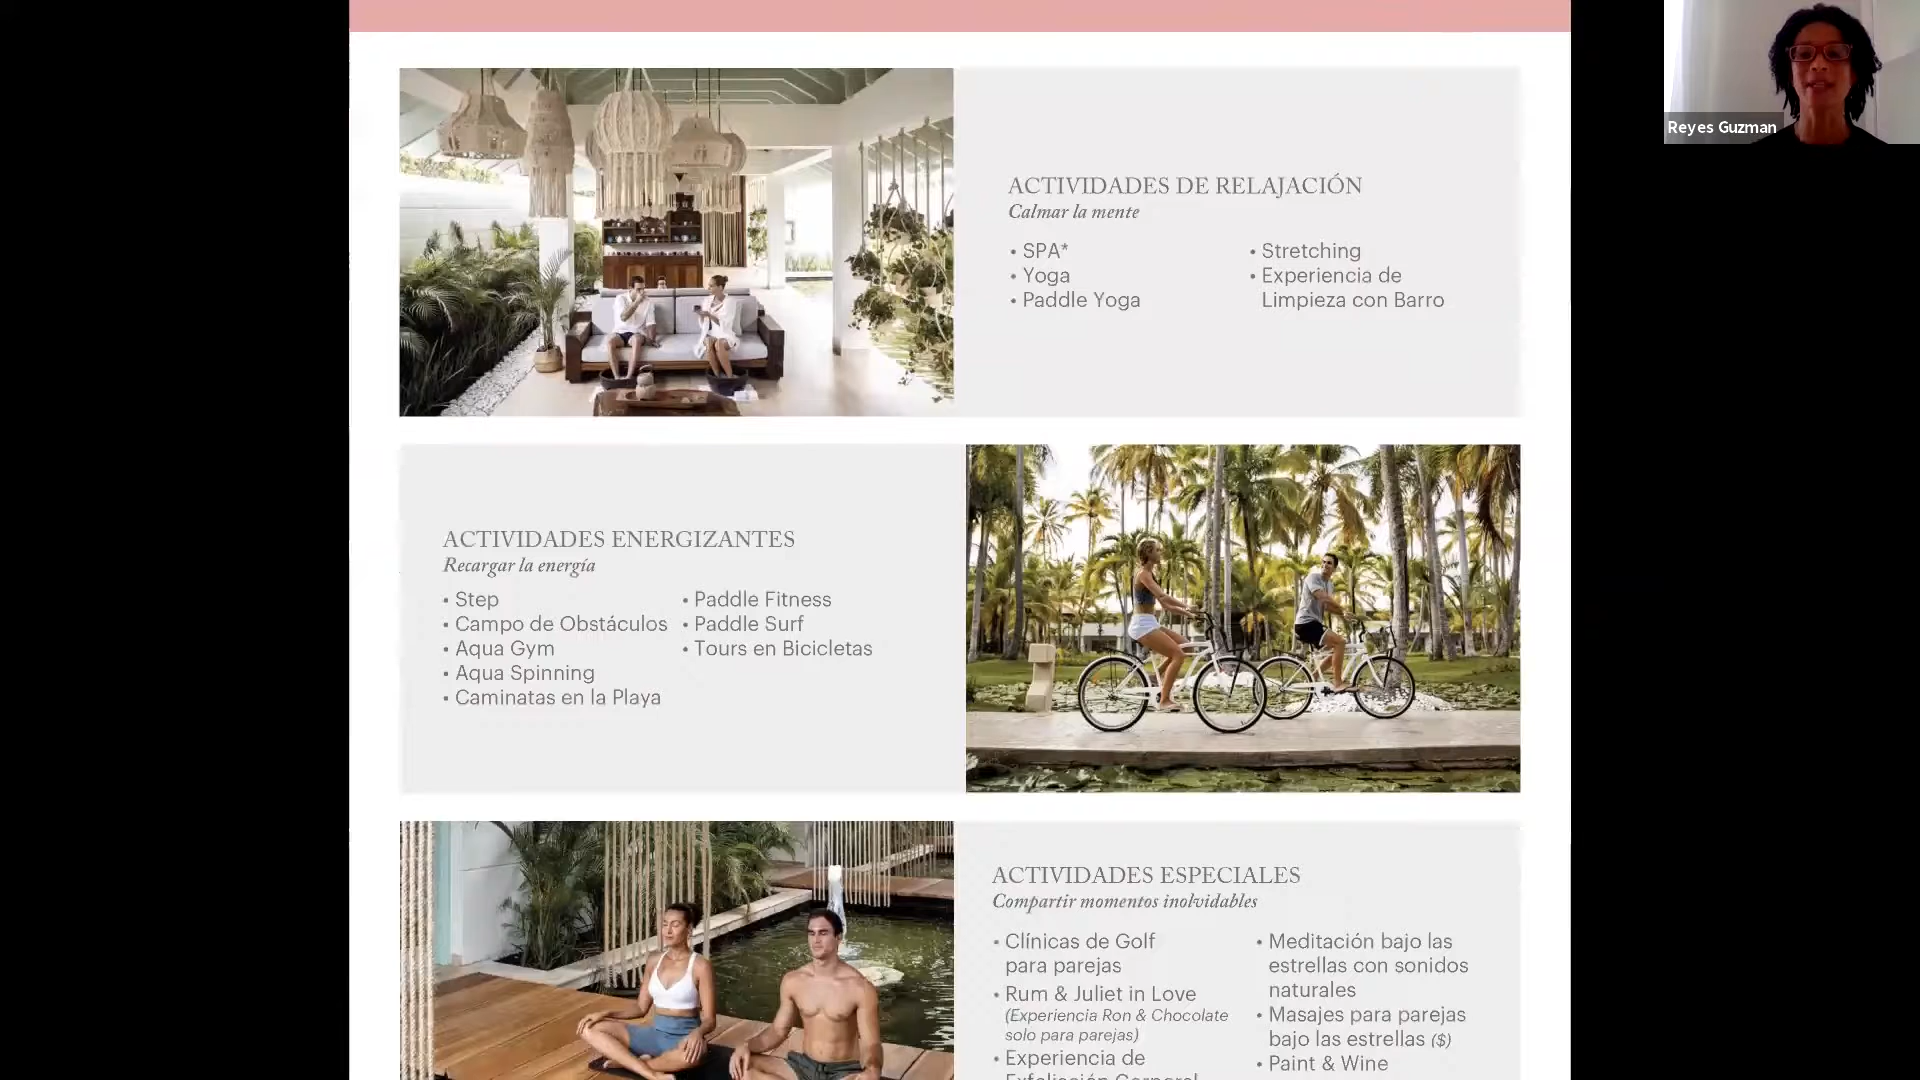 Reyes Guzman
ACTIVIDADES DE RELAJACIÓN
Calmar la mente
• SPA*
• Yoga
• Paddle Yoga
• Stretching
• Experiencia de
Limpieza con Barro
ACTIVIDADES ENERGIZANTES
Recargar la energía
• Step
• Campo de Obstáculos
• Aqua Gym
• Aqua Spinning
• Caminatas en la Playa
• Paddle Fitness
• Paddle Surf
• Tours en Bicicletas
ACTIVIDADES ESPECIALES
Compartir momentos inolvidables
• Clínicas de Golf
para parejas
• Rum & Juliet in Love
(Experiencia Ron & Chocolate
solo para parejas)
• Experiencia de
Exfoliación Corporal
• Meditación bajo las
estrellas con sonidos
naturales
• Masajes para parejas
bajo las estrellas ($)
• Paint & Wine